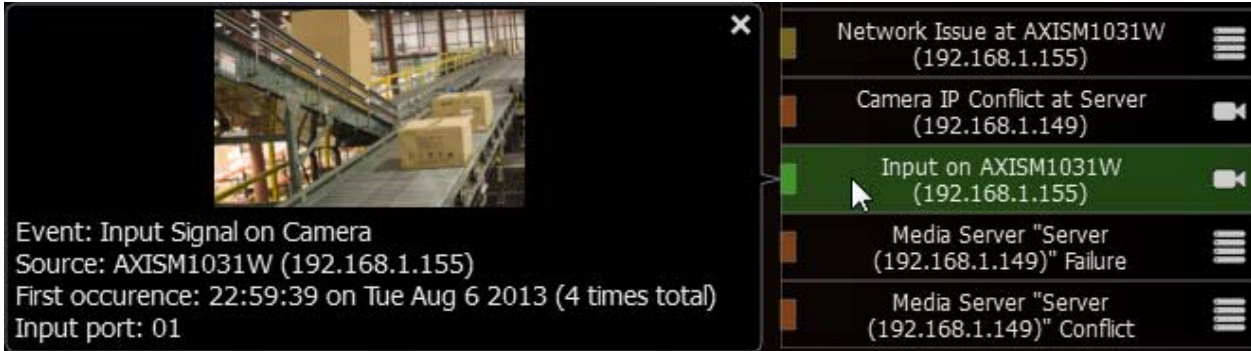 Event: Input Signal on Camera
Source: AXISM1031W (192.168.1.155)
First occurence: 22:59:39 on Tue Aug 6 2013 (4 times total)
Input port: 01
Network Issue at AXISM1031W
(192.168.1.155)
Camera IP Conflict at Server
(192.168.1.149)
Input on AXISM1031W
(192.168.1.155)
Media Server "Server
(192.168.1.149)" Failure
Media Server "Server
(192.168.1.149)" Conflict